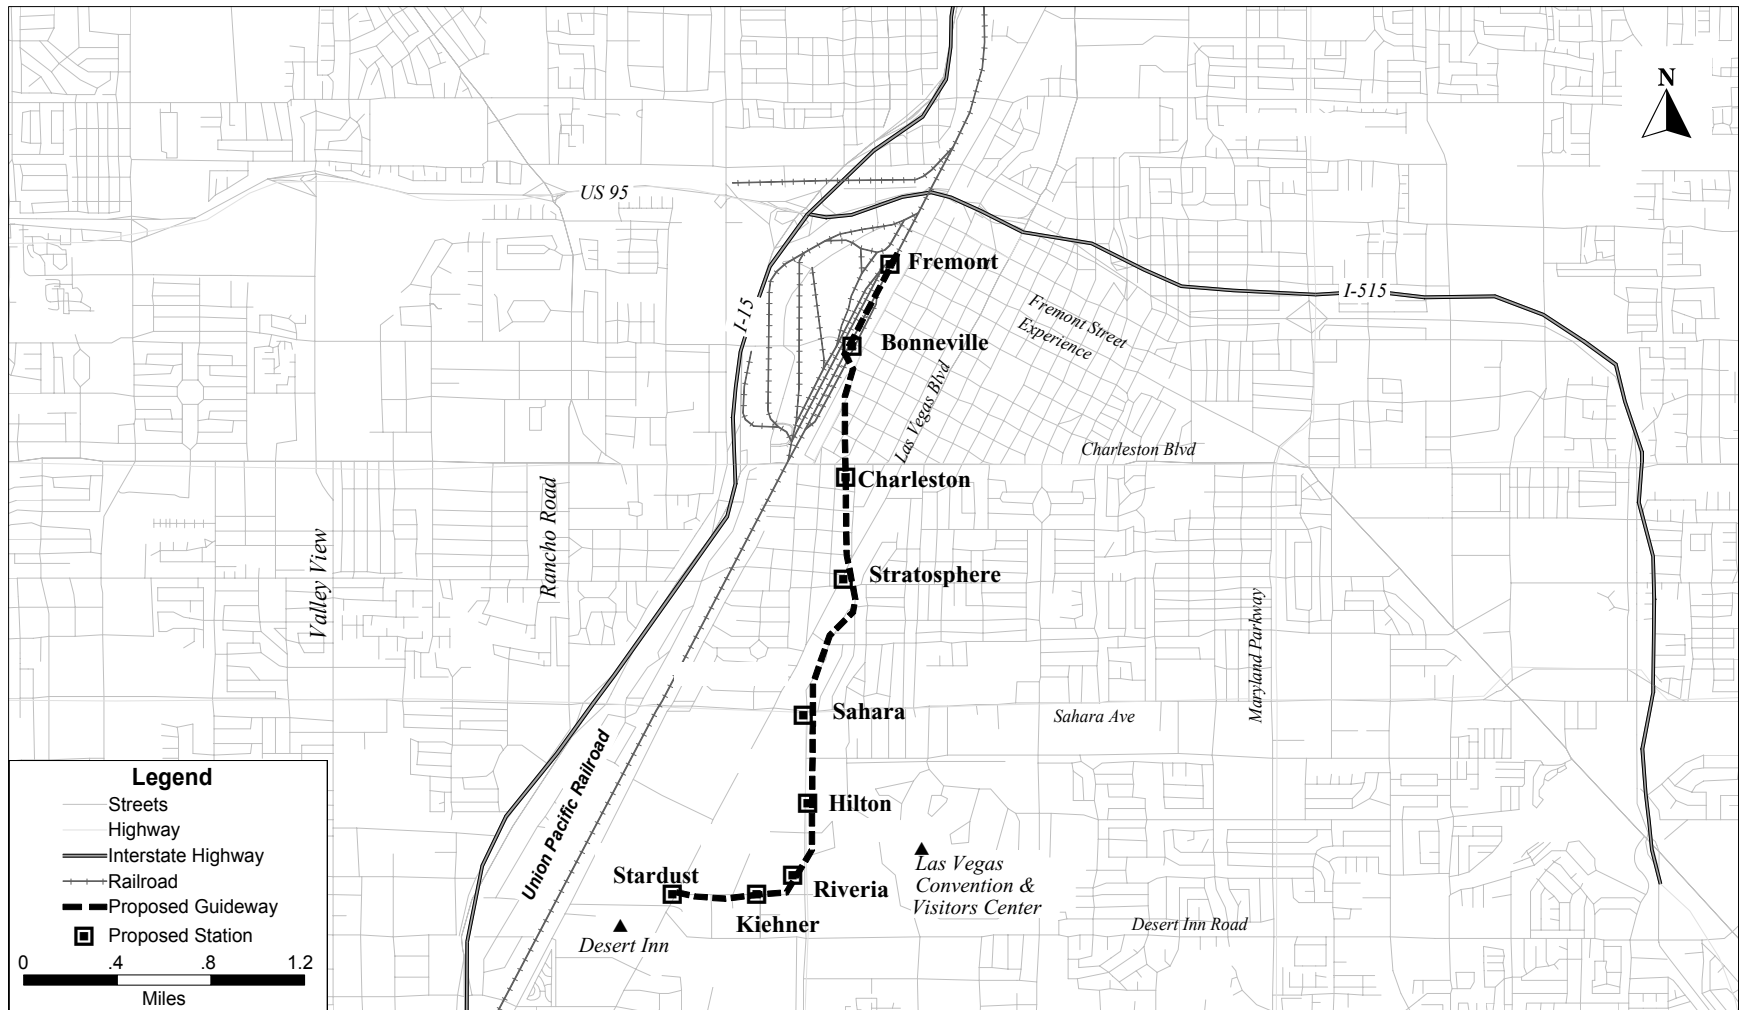 N
US 95
Fremont
I-515
I-15
Fremont Street
Experience
Bonneville
Las Vegas Blvd
Charleston Blvd
Charleston
Rancho Road
Valley View
Stratosphere
Maryland Parkway
Sahara
Sahara Ave
Union Pacific Railroad
Hilton
Las Vegas
Convention &
Visitors Center
Stardust
Riveria
Kiehner
Desert Inn Road
Desert Inn
Legend
Streets
Highway
Interstate Highway
Railroad
Proposed Guideway
Proposed Station
0 .4 .8 1.2
Miles